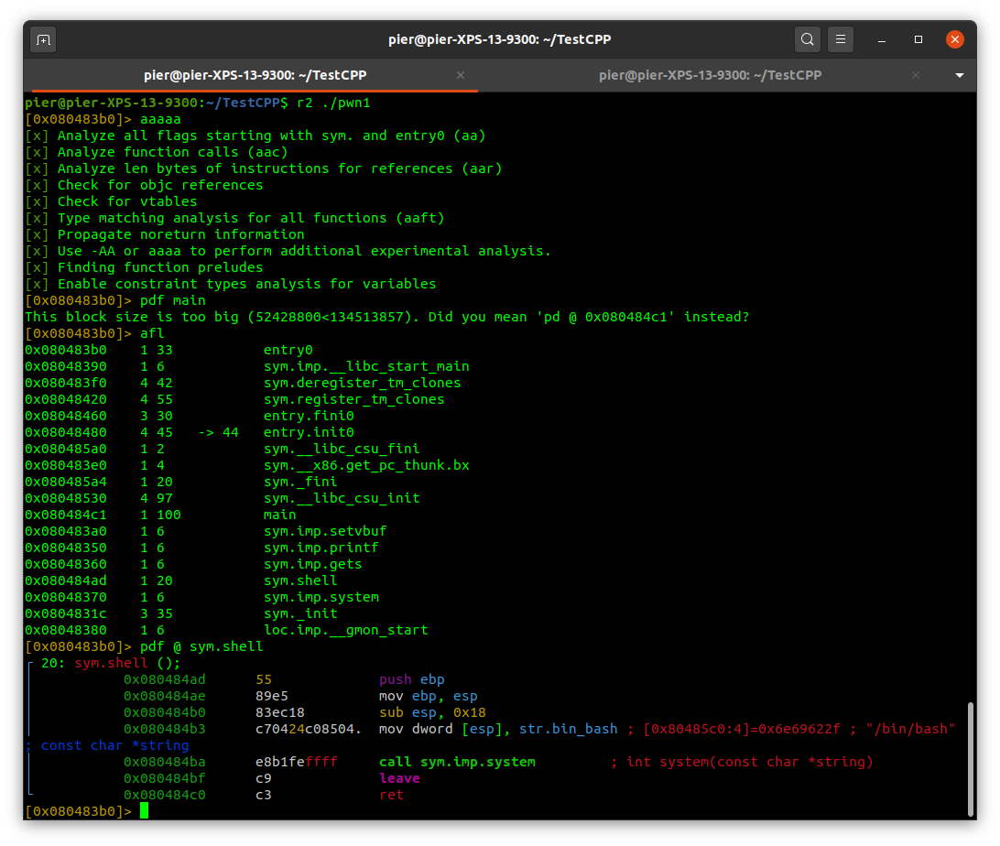 pier@pier-XPS-13-9300: ~/TestCPP
pier@pier-XPS-13-9300: ~/TestCPP
pier@pier-XPS-13-9300: ~/TestCPP
pier@pier-XPS-13-9300:~/TestCPP$ r2 ./pwn1
[0x080483b0]> aaaaa
[x] Analyze all flags starting with sym. and entry0 (aa)
[x] Analyze function calls (aac)
[x] Analyze len bytes of instructions for references (aar)
[x] Check for objc references
[x] Check for vtables
[x] Type matching analysis for all functions (aaft)
[x] Propagate noreturn information
[x] Use -AA or aaaa to perform additional experimental analysis.
[x] Finding function preludes
[x] Enable constraint types analysis for variables
[0x080483b0]> pdf main
This block size is too big (52428800<134513857). Did you mean 'pd @ 0x080484c1' instead?
[0x080483b0]> afl
0x080483b0    1 33           entry0
0x08048390    1 6            sym.imp.__libc_start_main
0x080483f0    4 42           sym.deregister_tm_clones
0x08048420    4 55           sym.register_tm_clones
0x08048460    3 30           entry.fini0
0x08048480    4 45   -> 44   entry.init0
0x080485a0    1 2            sym.__libc_csu_fini
0x080483e0    1 4            sym.__x86.get_pc_thunk.bx
0x080485a4    1 20           sym._fini
0x08048530    4 97           sym.__libc_csu_init
0x080484c1    1 100          main
0x080483a0    1 6            sym.imp.setvbuf
0x08048350    1 6            sym.imp.printf
0x08048360    1 6            sym.imp.gets
0x080484ad    1 20           sym.shell
0x08048370    1 6            sym.imp.system
0x0804831c    3 35           sym._init
0x08048380    1 6            loc.imp.__gmon_start
[0x080483b0]> pdf @ sym.shell
┌ 20: sym.shell ();
│           0x080484ad      55             push ebp
│           0x080484ae      89e5           mov ebp, esp
│           0x080484b0      83ec18         sub esp, 0x18
│           0x080484b3      c70424c08504.  mov dword [esp], str.bin_bash ; [0x80485c0:4]=0x6e69622f ; "/bin/bash"
; const char *string
│           0x080484ba      e8b1feffff     call sym.imp.system         ; int system(const char *string)
│           0x080484bf      c9             leave
└           0x080484c0      c3             ret
[0x080483b0]>